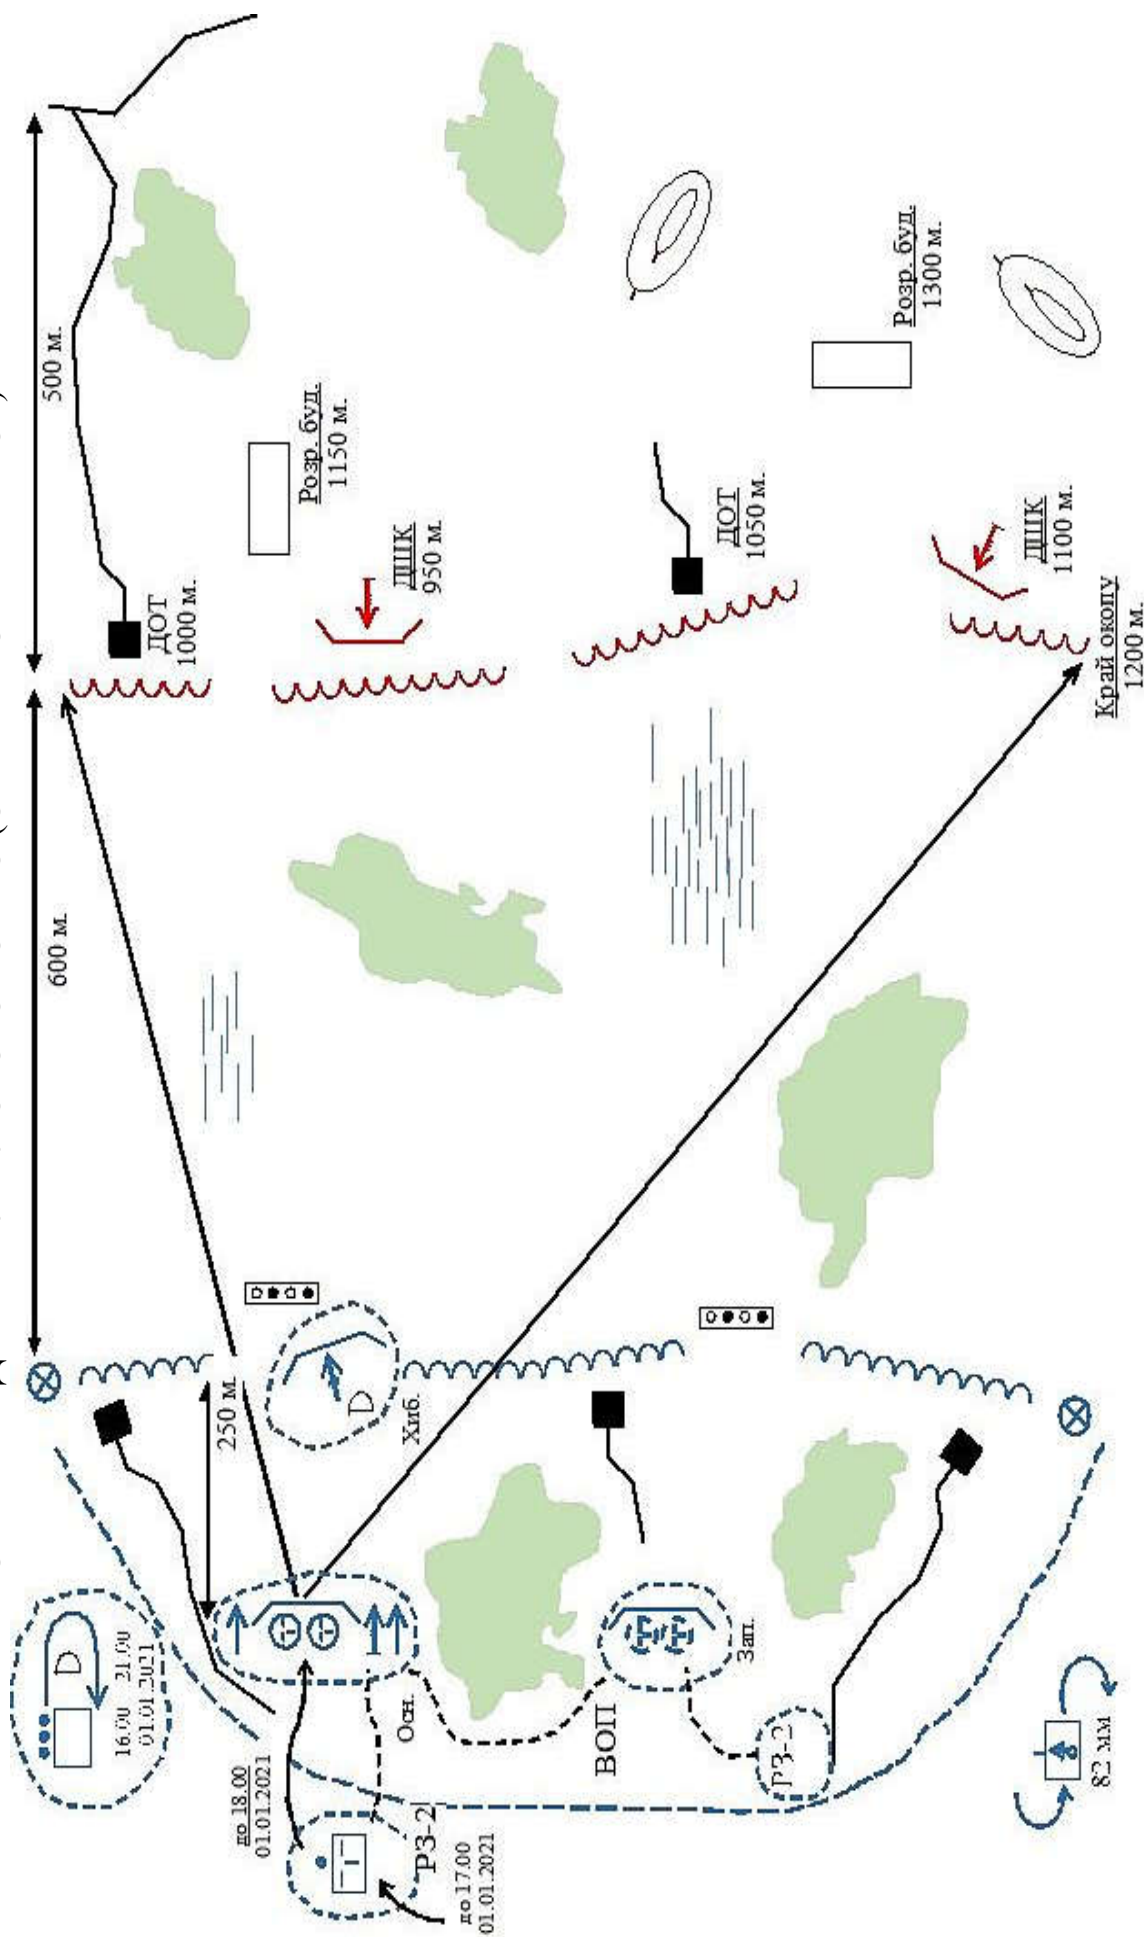 500 м.
600 м.
250 м.
ДОТ
1000 м.
Розр. буд.
1150 м.
ДШК
950 м.
ДОТ
1050 м.
Розр. буд.
1300 м.
ДШК
1100 м.
Край окопу
1200 м.
D
Хиб.
D
16.00 21.00
01.01.2021
до 18.00
01.01.2021
Осн.
РЗ-2
до 17.00
01.01.2021
ВОП
Зап.
РЗ-2
82 мм